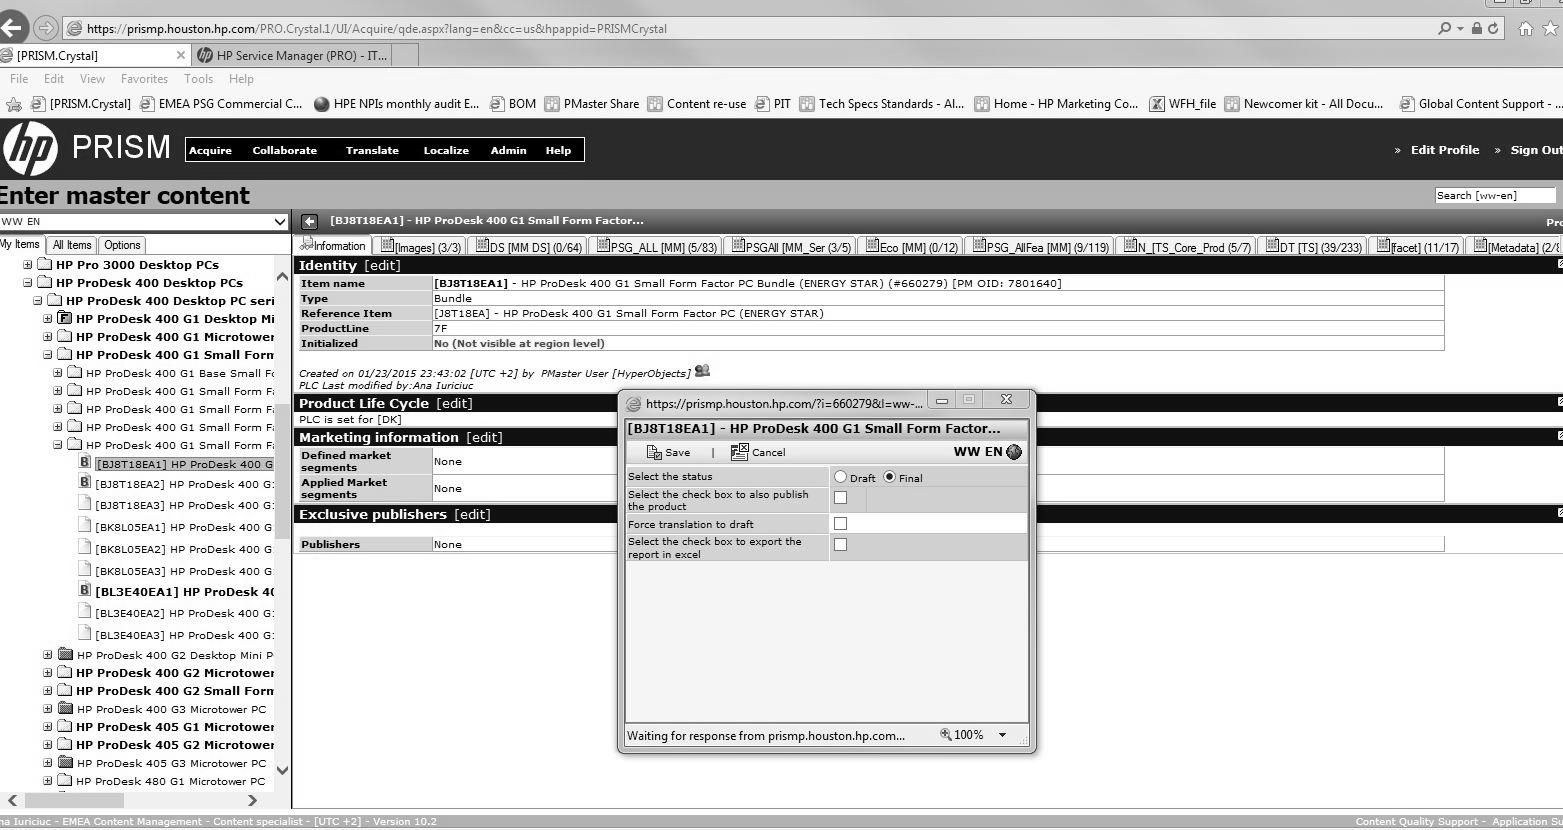 https://prismp.houston.hp.com/PRO.Crystal.1/UI/Acquire/qde.aspx?lang=en&cc=us&hpappid=PRISMCrystal
[PRISM.Crystal]
HP Service Manager (PRO) - IT...
File Edit View Favorites Tools Help
[PRISM.Crystal] EMEA PSG Commercial C... HPE NPIs monthly audit E... BOM PMaster Share Content re-use PIT Tech Specs Standards - Al... Home - HP Marketing Co... WFH_file Newcomer kit - All Docu... Global Content Support - ...
hp PRISM Acquire Collaborate Translate Localize Admin Help » Edit Profile » Sign Out
Enter master content
Search [ww-en]
WW EN
[BJ8T18EA1] - HP ProDesk 400 G1 Small Form Factor...
My Items All Items Options
Information [Images] (3/3) DS [MM DS] (0/64) PSG_ALL [MM] (5/83) PSGAll [MM_Ser (3/5) Eco [MM] (0/12) PSG_AllFea [MM] (9/119) N_[TS_Core_Prod (5/7) DT [TS] (39/233) [facet] (11/17) [Metadata] (2/
HP Pro 3000 Desktop PCs
HP ProDesk 400 Desktop PCs
HP ProDesk 400 Desktop PC seri
HP ProDesk 400 G1 Desktop Mi
HP ProDesk 400 G1 Microtower
HP ProDesk 400 G1 Small Form
HP ProDesk 400 G1 Base Small Fo
HP ProDesk 400 G1 Small Form Fa
HP ProDesk 400 G1 Small Form Fa
HP ProDesk 400 G1 Small Form Fa
HP ProDesk 400 G1 Small Form Fa
B [BJ8T18EA1] HP ProDesk 400 G
B [BJ8T18EA2] HP ProDesk 400 G:
[BJ8T18EA3] HP ProDesk 400 G:
[BK8L05EA1] HP ProDesk 400 G:
[BK8L05EA2] HP ProDesk 400 G:
[BK8L05EA3] HP ProDesk 400 G:
B [BL3E40EA1] HP ProDesk 40
[BL3E40EA2] HP ProDesk 400 G:
[BL3E40EA3] HP ProDesk 400 G:
HP ProDesk 400 G2 Desktop Mini P
HP ProDesk 400 G2 Microtower
HP ProDesk 400 G2 Small Form
HP ProDesk 400 G3 Microtower PC
HP ProDesk 405 G1 Microtower
HP ProDesk 405 G2 Microtower
HP ProDesk 405 G3 Microtower PC
HP ProDesk 480 G1 Microtower PC
Identity [edit]
Item name [BJ8T18EA1] - HP ProDesk 400 G1 Small Form Factor PC Bundle (ENERGY STAR) (#660279) [PM OID: 7801640]
Type Bundle
Reference Item [J8T18EA] - HP ProDesk 400 G1 Small Form Factor PC (ENERGY STAR)
ProductLine 7F
Initialized No (Not visible at region level)
Created on 01/23/2015 23:43:02 [UTC +2] by PMaster User [HyperObjects]
PLC Last modified by:Ana Iuriciuc
Product Life Cycle [edit]
PLC is set for [DK]
Marketing information [edit]
Defined market segments None
Applied Market segments None
Exclusive publishers [edit]
Publishers None
https://prismp.houston.hp.com/?i=660279&l=ww-...
[BJ8T18EA1] - HP ProDesk 400 G1 Small Form Factor...
Save | Cancel WW EN
Select the status Draft Final
Select the check box to also publish
the product
Force translation to draft
Select the check box to export the
report in excel
Waiting for response from prismp.houston.hp.com... 100%
na Iuriciuc - EMEA Content Management - Content specialist - [UTC +2] - Version 10.2
Content Quality Support - Application Su